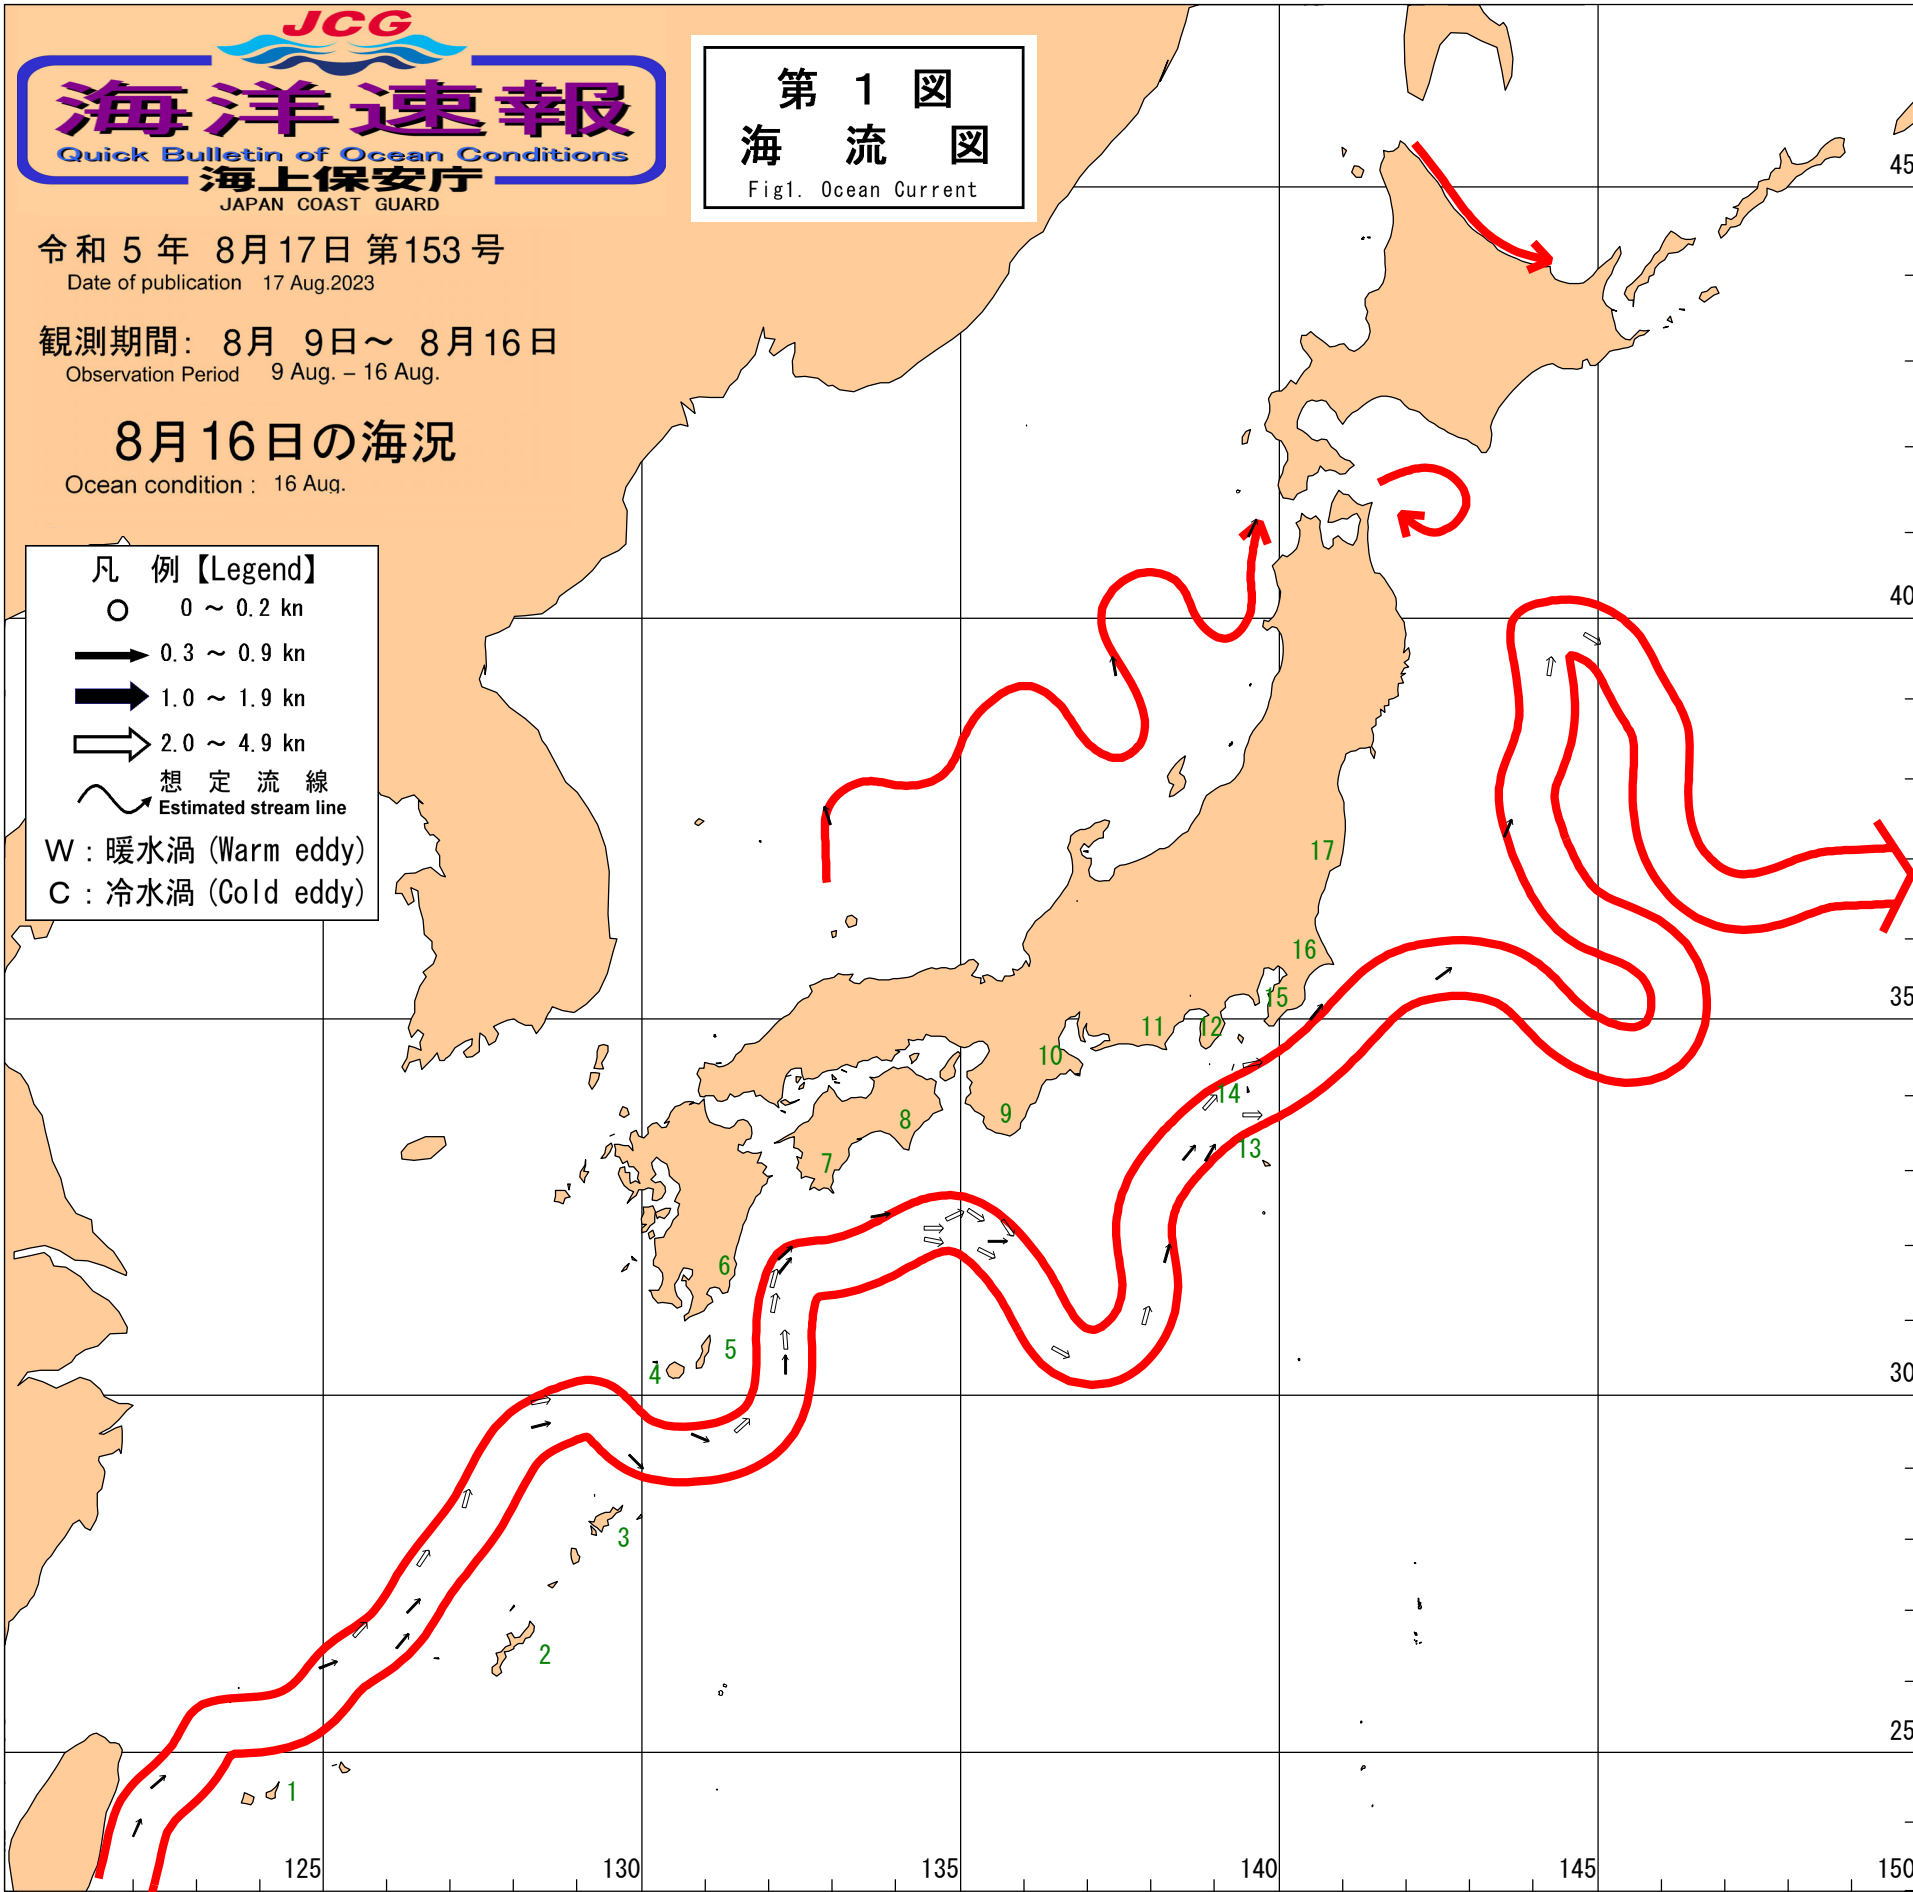 JCG
海洋速報
Quick Bulletin of Ocean Conditions
海上保安庁
JAPAN COAST GUARD
第 1 図
海 流 図
Fig1. Ocean Current
令和 5 年 8月17日 第153号
Date of publication 17 Aug.2023
観測期間: 8月 9日～ 8月16日
Observation Period 9 Aug. – 16 Aug.
8月16日の海況
Ocean condition : 16 Aug.
凡 例【Legend】
0 ～ 0.2 kn
0.3 ～ 0.9 kn
1.0 ～ 1.9 kn
2.0 ～ 4.9 kn
想 定 流 線
Estimated stream line
W : 暖水渦 (Warm eddy)
C : 冷水渦 (Cold eddy)
45
40
17
16
35
15
12
11
10
14
9
8
13
7
6
5
4
30
3
2
25
1
125
130
135
140
145
150